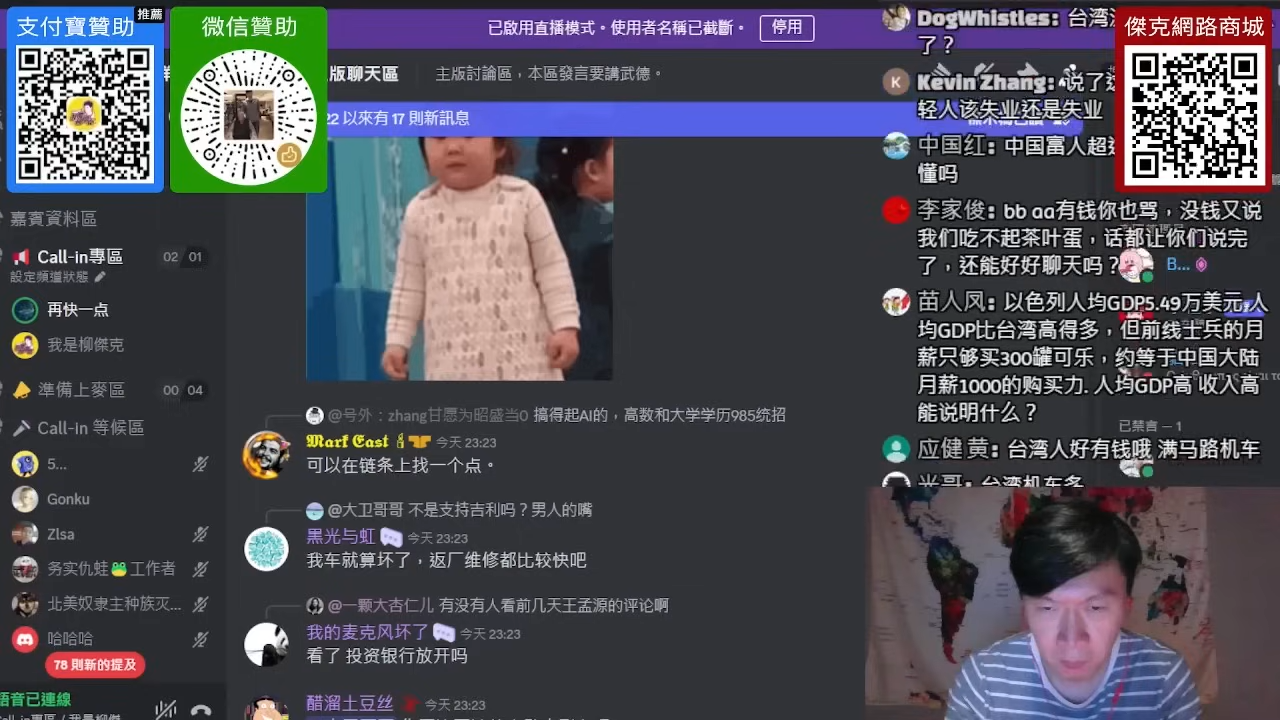 支付寶贊助
推薦
微信贊助
已啟用直播模式。使用者名稱已截斷。
停用
傑克網路商城
版聊天區
主版討論區，本區發言要講武德。
22 以來有 17 則新訊息
嘉賓資料區
Call-in專區
02 01
設定頻道狀態
再快一点
我是柳傑克
準備上麥區
00 04
Call-in 等候區
5...
Gonku
Zlsa
务实仇蛙🐸工作者
北美奴隶主种族灭...
哈哈哈
78 則新的提及
語音已連線
@号外：zhang甘愿为昭盛当0 搞得起AI的，高数和大学学历985统招
Mark East 今天 23:23
可以在链条上找一个点。
@大卫哥哥 不是支持吉利吗？男人的嘴
黑光与虹 今天 23:23
我车就算坏了，返厂维修都比较快吧
@一颗大杏仁儿 有没有人看前几天王孟源的评论啊
我的麦克风坏了 今天 23:23
看了 投资银行放开吗
醋溜土豆丝 今天 23:23
DogWhistles: 台湾
了？
K
Kevin Zhang: 说了
轻人该失业还是失业
中国红: 中国富人超
懂吗
李家俊: bb aa有钱你也骂，没钱又说
我们吃不起茶叶蛋，话都让你们说完
了，还能好好聊天吗？
B...
苗人凤: 以色列人均GDP5.49万美元,人
均GDP比台湾高得多，但前线士兵的月
薪只够买300罐可乐，约等于中国大陆
月薪1000的购买力. 人均GDP高 收入高
能说明什么？
已禁言 — 1
应健 黄: 台湾人好有钱哦 满马路机车
光哥: 台湾机车多